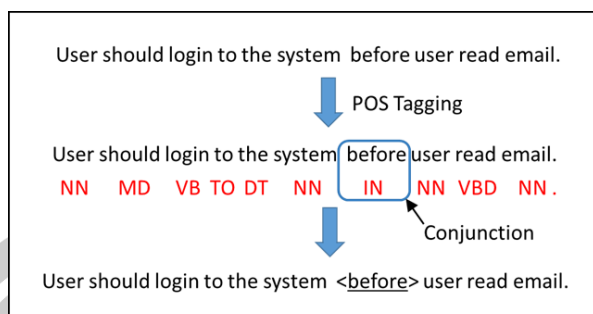 User should login to the system before user read email.
POS Tagging
User should login to the system before user read email.
NN MD VB TO DT NN IN NN VBD NN .
Conjunction
User should login to the system <before> user read email.